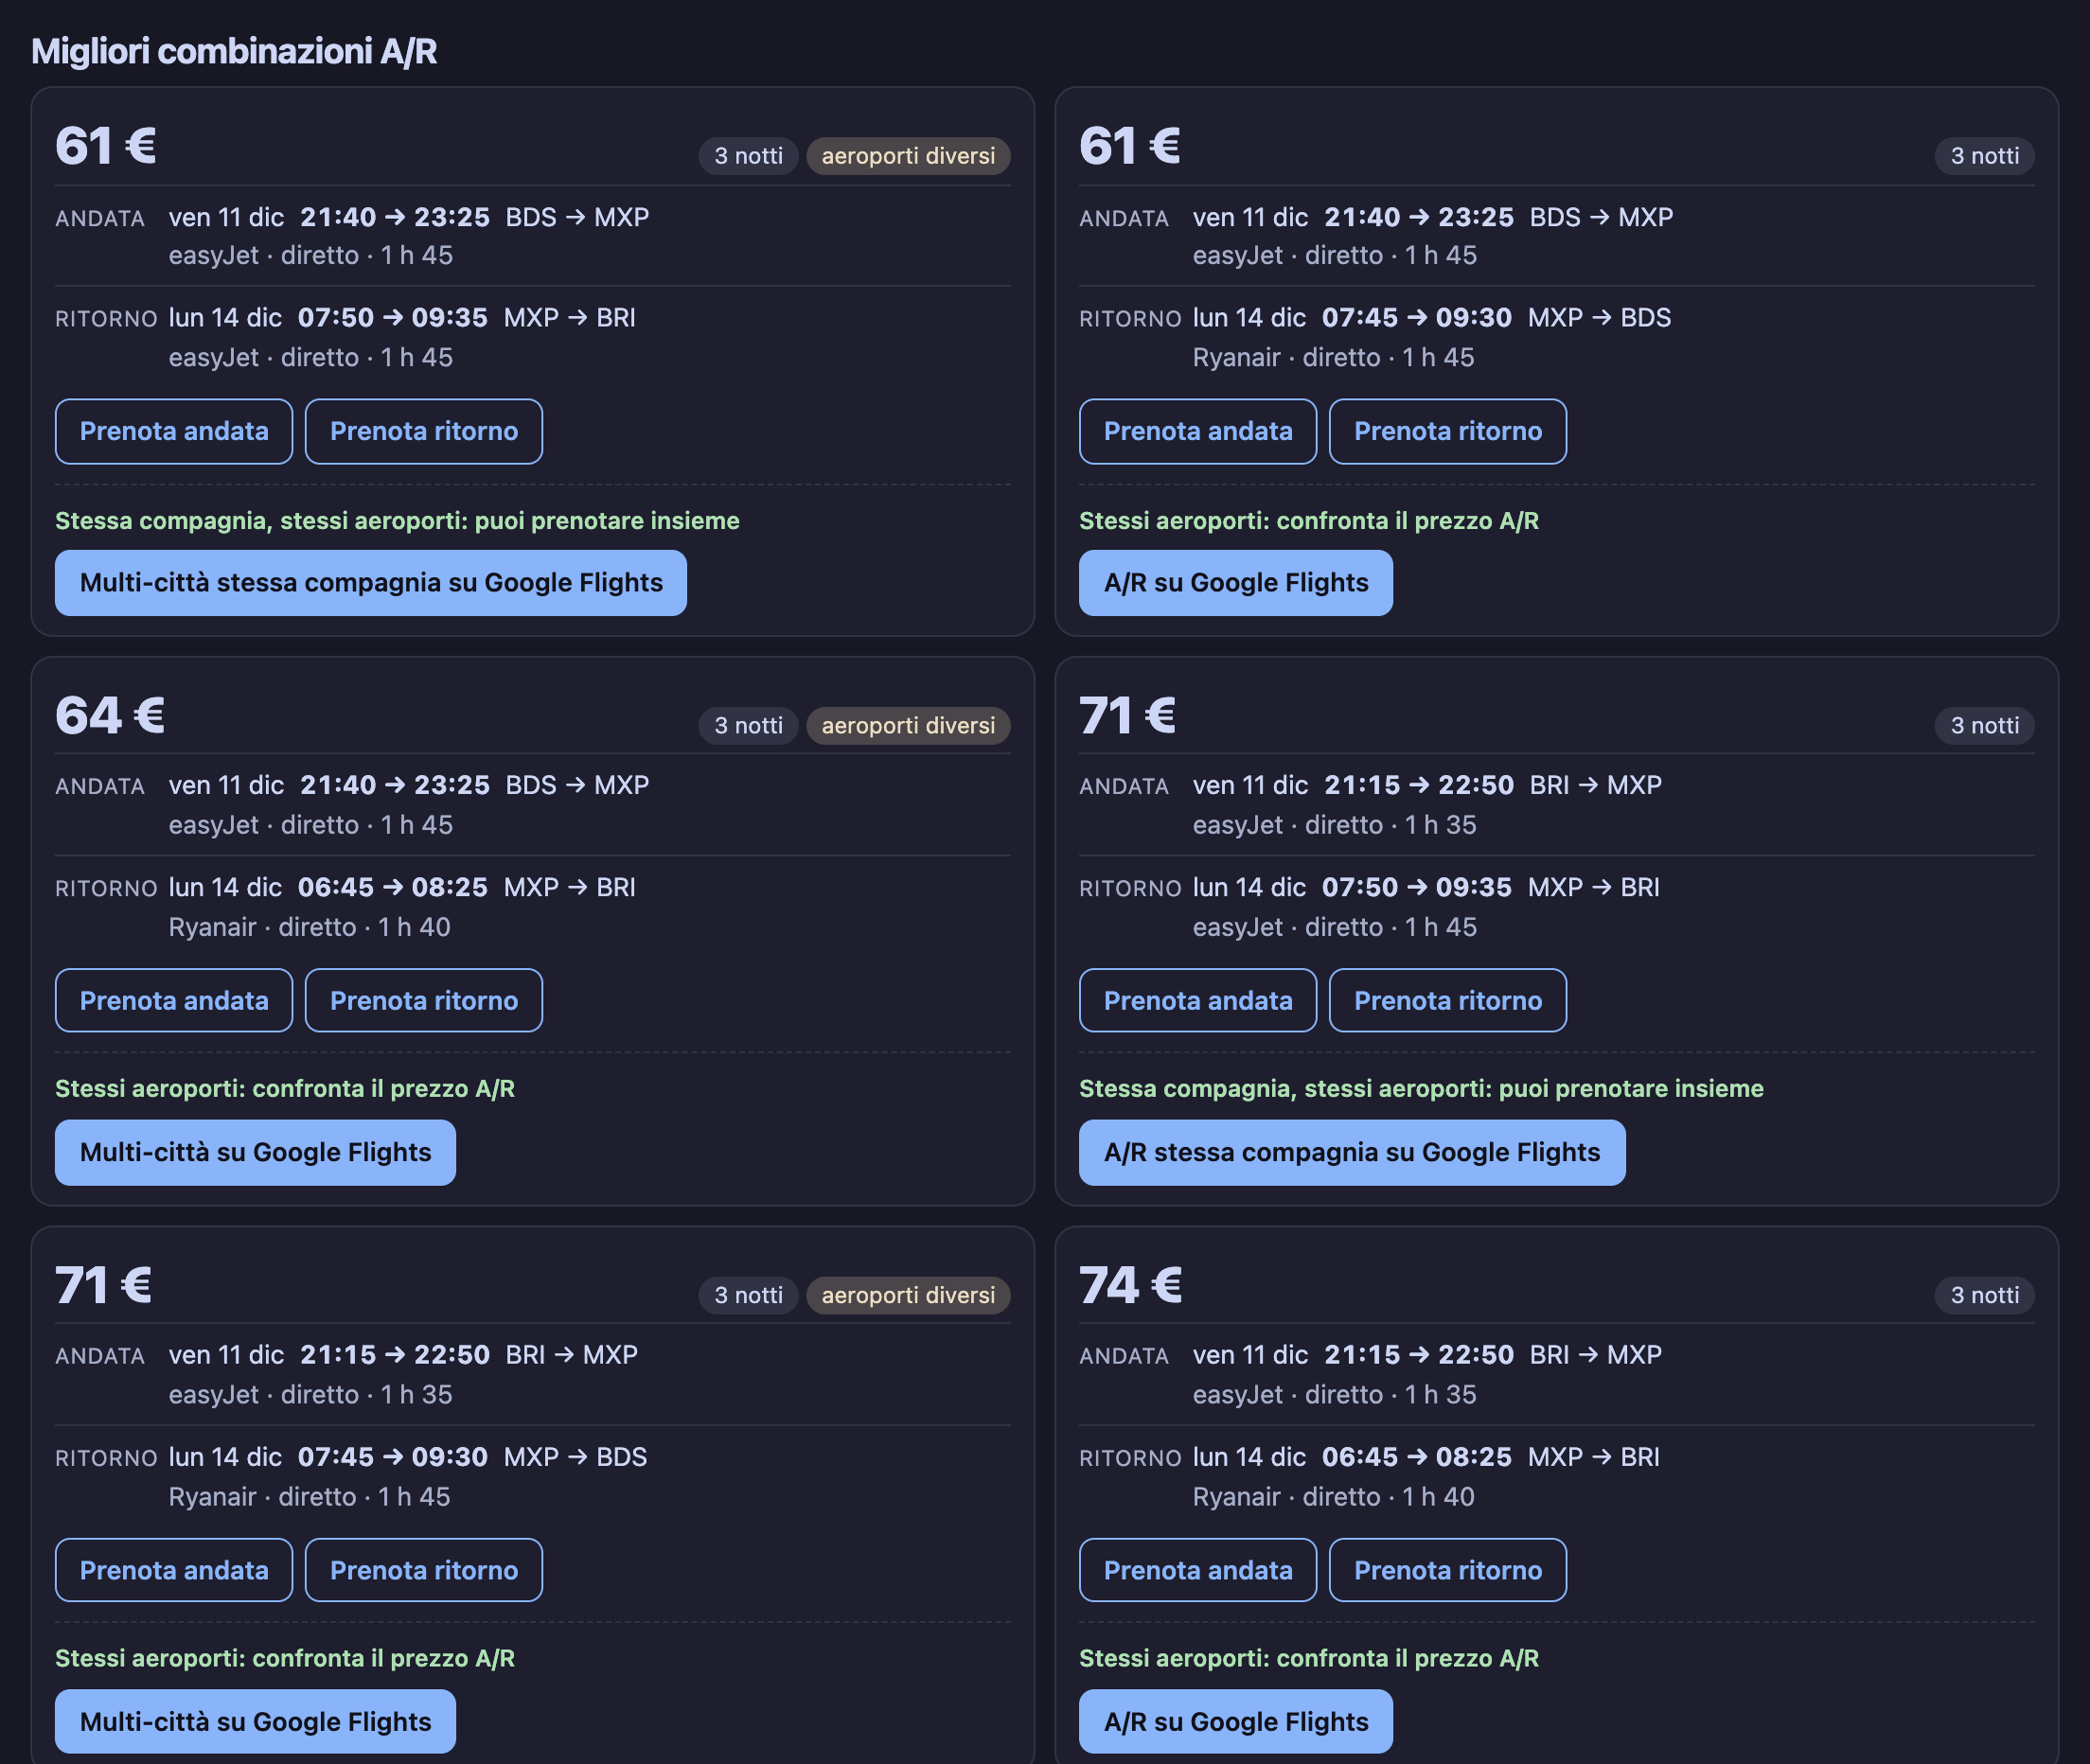 Migliori combinazioni A/R
61 €
3 notti aeroporti diversi
ANDATA ven 11 dic 21:40 → 23:25 BDS → MXP
easyJet · diretto · 1 h 45
RITORNO lun 14 dic 07:50 → 09:35 MXP → BRI
easyJet · diretto · 1 h 45
Prenota andata Prenota ritorno
Stessa compagnia, stessi aeroporti: puoi prenotare insieme
Multi-città stessa compagnia su Google Flights
61 €
3 notti
ANDATA ven 11 dic 21:40 → 23:25 BDS → MXP
easyJet · diretto · 1 h 45
RITORNO lun 14 dic 07:45 → 09:30 MXP → BDS
Ryanair · diretto · 1 h 45
Prenota andata Prenota ritorno
Stessi aeroporti: confronta il prezzo A/R
A/R su Google Flights
64 €
3 notti aeroporti diversi
ANDATA ven 11 dic 21:40 → 23:25 BDS → MXP
easyJet · diretto · 1 h 45
RITORNO lun 14 dic 06:45 → 08:25 MXP → BRI
Ryanair · diretto · 1 h 40
Prenota andata Prenota ritorno
Stessi aeroporti: confronta il prezzo A/R
Multi-città su Google Flights
71 €
3 notti
ANDATA ven 11 dic 21:15 → 22:50 BRI → MXP
easyJet · diretto · 1 h 35
RITORNO lun 14 dic 07:50 → 09:35 MXP → BRI
easyJet · diretto · 1 h 45
Prenota andata Prenota ritorno
Stessa compagnia, stessi aeroporti: puoi prenotare insieme
A/R stessa compagnia su Google Flights
71 €
3 notti aeroporti diversi
ANDATA ven 11 dic 21:15 → 22:50 BRI → MXP
easyJet · diretto · 1 h 35
RITORNO lun 14 dic 07:45 → 09:30 MXP → BDS
Ryanair · diretto · 1 h 45
Prenota andata Prenota ritorno
Stessi aeroporti: confronta il prezzo A/R
Multi-città su Google Flights
74 €
3 notti
ANDATA ven 11 dic 21:15 → 22:50 BRI → MXP
easyJet · diretto · 1 h 35
RITORNO lun 14 dic 06:45 → 08:25 MXP → BRI
Ryanair · diretto · 1 h 40
Prenota andata Prenota ritorno
Stessi aeroporti: confronta il prezzo A/R
A/R su Google Flights